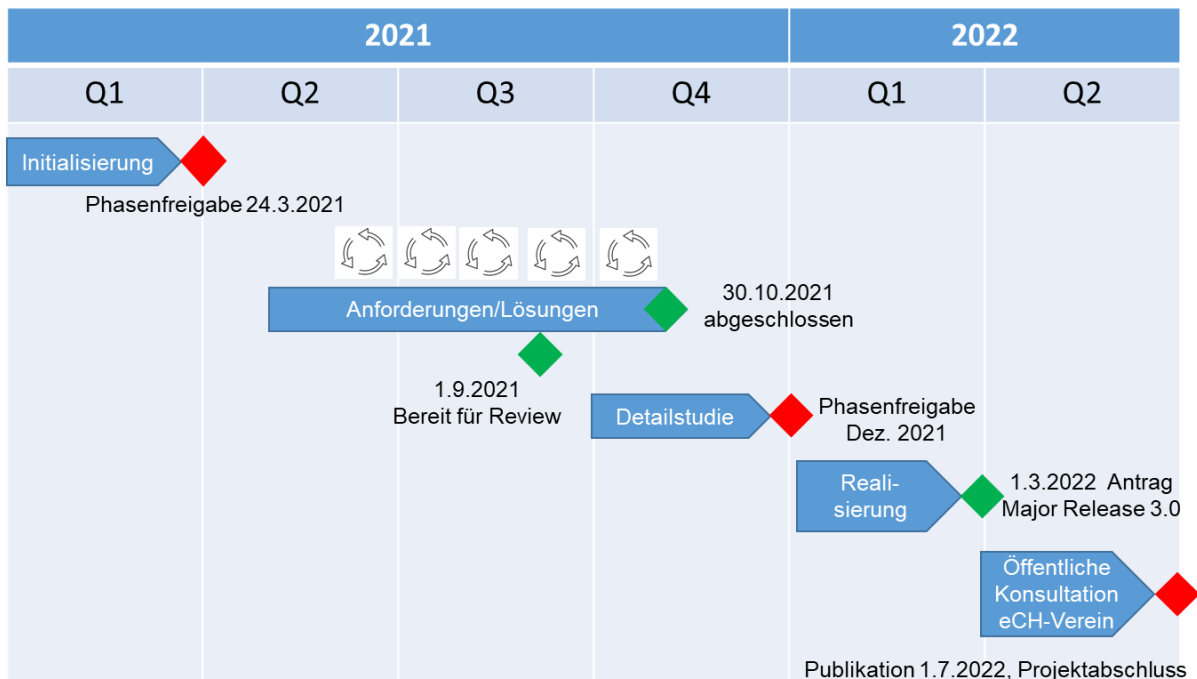 2021
2022
Q1
Q2
Q3
Q4
Q1
Q2
Initialisierung
Phasenfreigabe 24.3.2021
Anforderungen/Lösungen
30.10.2021
abgeschlossen
1.9.2021
Bereit für Review
Detailstudie
Phasenfreigabe
Dez. 2021
Reali-
sierung
1.3.2022 Antrag
Major Release 3.0
Öffentliche
Konsultation
eCH-Verein
Publikation 1.7.2022, Projektabschluss